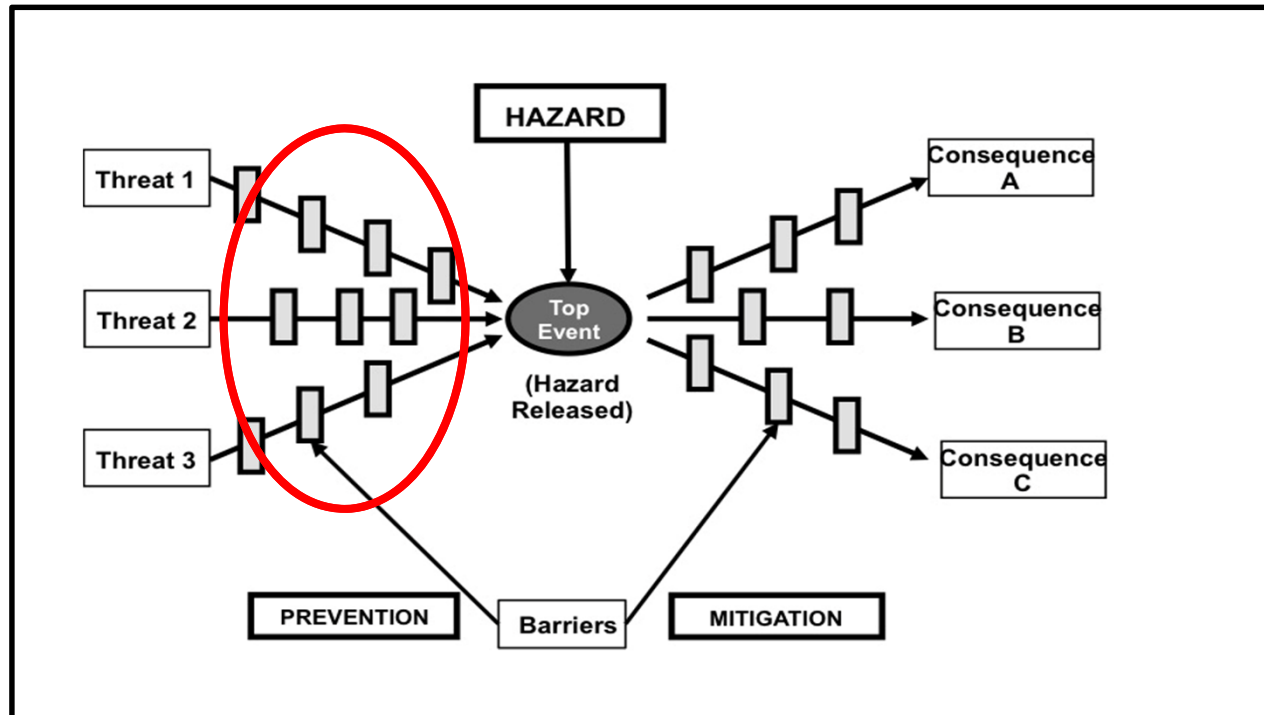 HAZARD
Threat 1
Consequence
A
Threat 2
Top
Event
Consequence
B
(Hazard
Released)
Threat 3
Consequence
C
PREVENTION
Barriers
MITIGATION